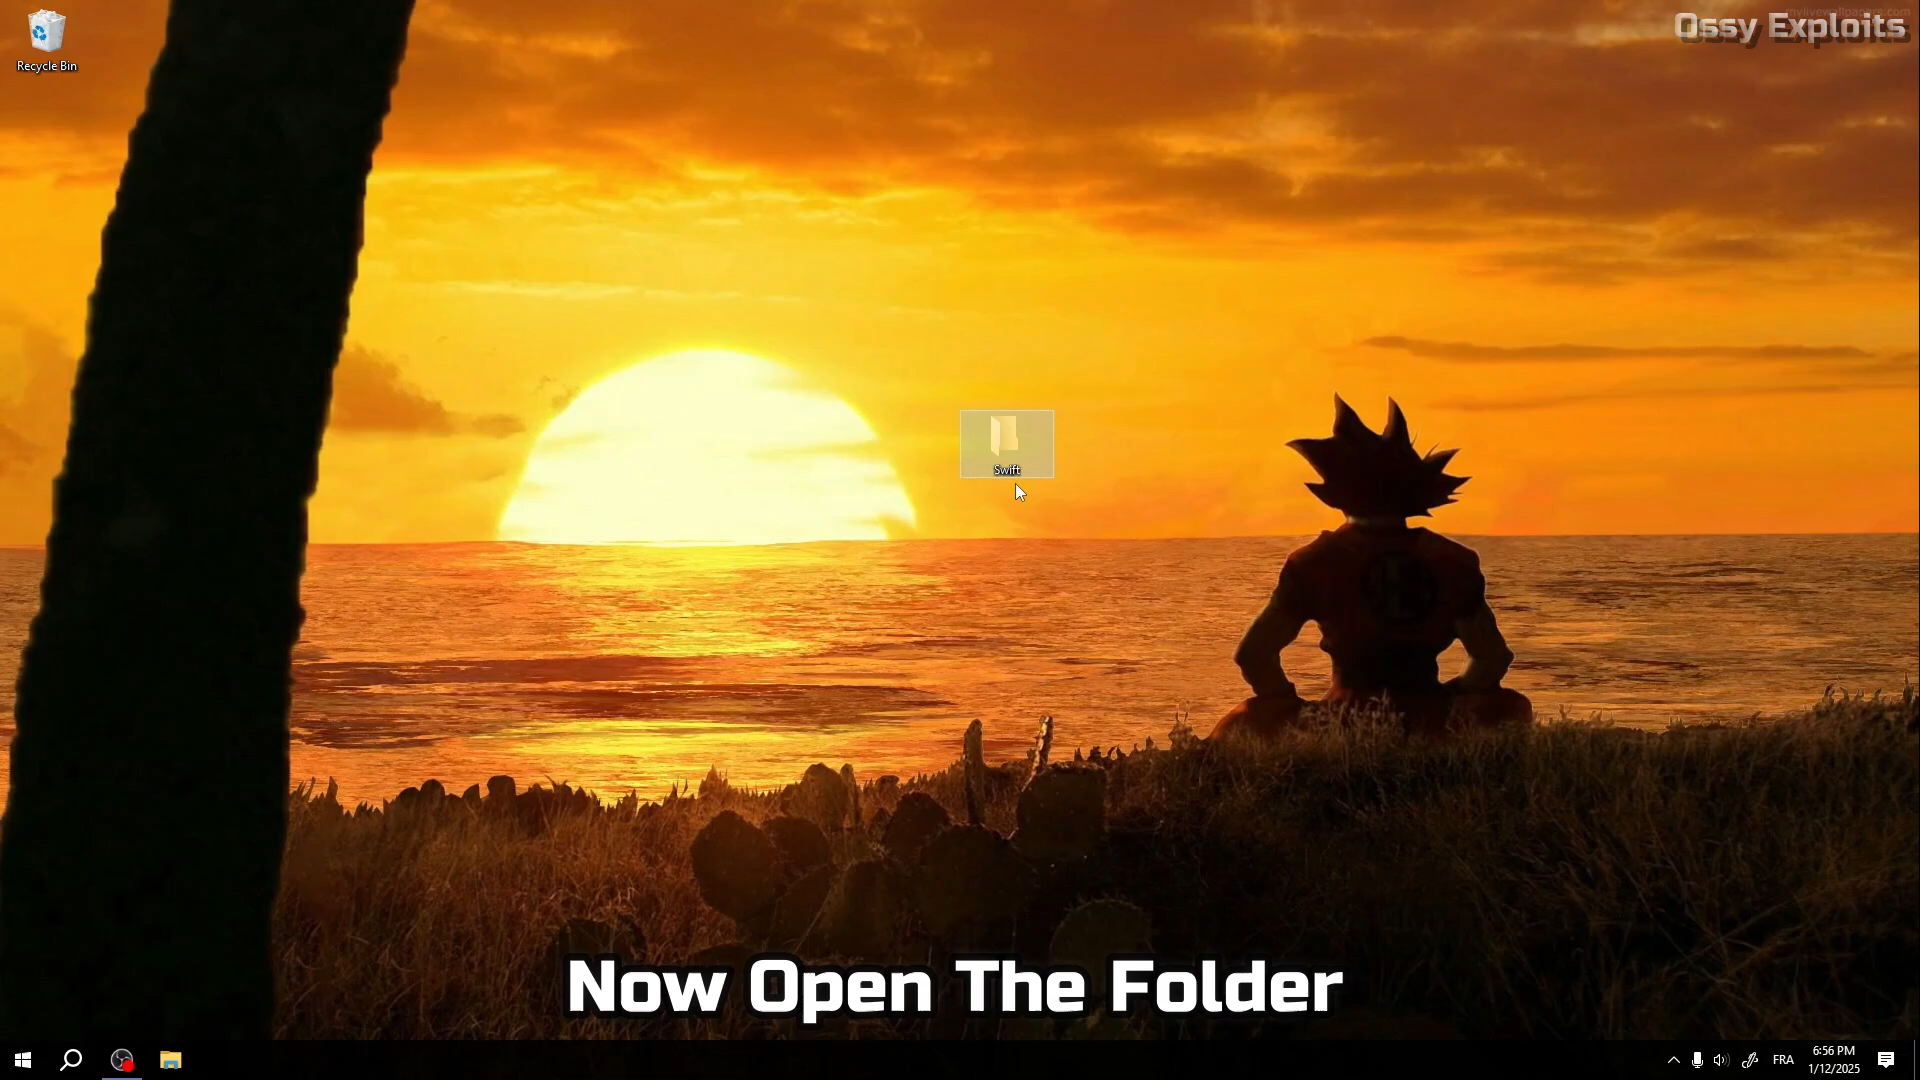 Ossy Exploits
Recycle Bin
Swift
Now Open The Folder
FRA
6:56 PM
1/12/2025